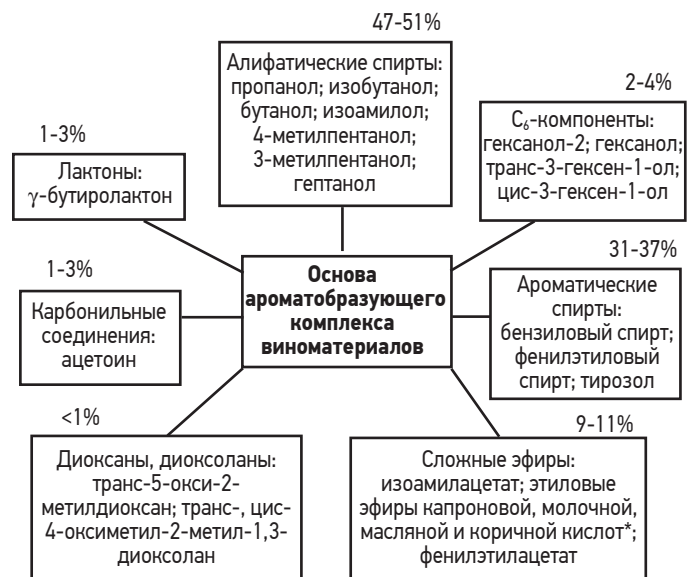 47-51%
Алифатические спирты:
пропанол; изобутанол;
бутанол; изоамилол;
4-метилпентанол;
3-метилпентанол;
гептанол
2-4%
C₆-компоненты:
гексанол-2; гексанол;
транс-3-гексен-1-ол;
цис-3-гексен-1-ол
1-3%
Лактоны:
γ-бутиролактон
Основа
ароматобразующего
комплекса
виноматериалов
31-37%
Ароматические
спирты:
бензиловый спирт;
фенилэтиловый
спирт; тирозол
1-3%
Карбонильные
соединения:
ацетоин
<1%
Диоксаны, диоксоланы:
транс-5-окси-2-
метилдиоксан; транс-, цис-
4-оксиметил-2-метил-1,3-
диоксолан
9-11%
Сложные эфиры:
изоамилацетат; этиловые
эфиры капроновой, молочной,
масляной и коричной кислот*;
фенилэтилацетат